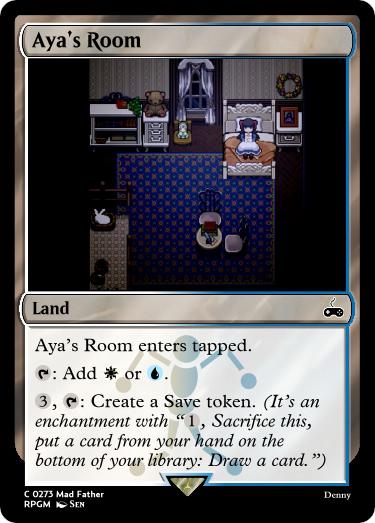 Aya's Room
Land
Aya's Room enters tapped.
: Add or .
3, : Create a Save token. (It's an
enchantment with "1, Sacrifice this,
put a card from your hand on the
bottom of your library: Draw a card.")
C 0273 Mad Father
RPGM Sen
Denny